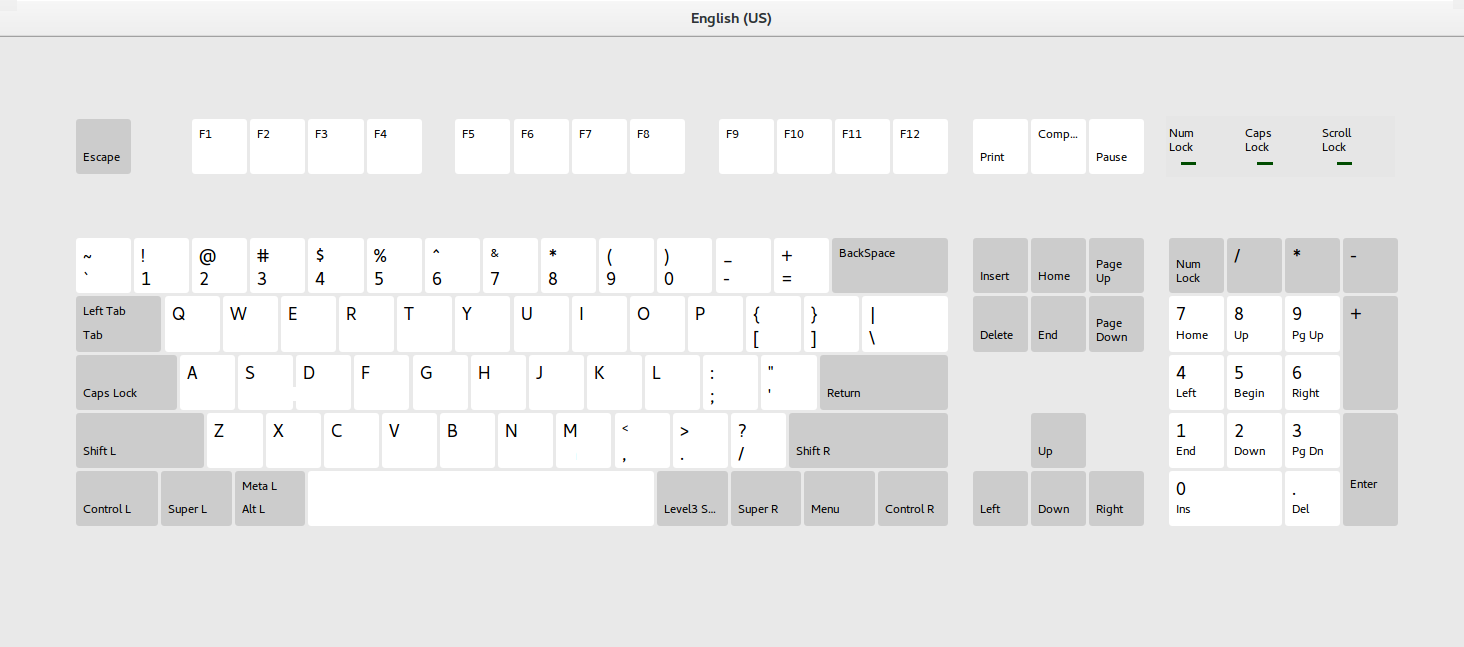 English (US)
Escape F1 F2 F3 F4 F5 F6 F7 F8 F9 F10 F11 F12 Print Comp... Pause
Num Lock Caps Lock Scroll Lock
~ ! @ # $ % ^ & * ( ) _ + BackSpace
` 1 2 3 4 5 6 7 8 9 0 - =
Insert Home Page Up Num Lock / * -
Left Tab Q W E R T Y U I O P { } |
Tab [ ] \
Delete End Page Down 7 8 9 +
Home Up Pg Up
Caps Lock A S D F G H J K L : " Return
; '
4 5 6
Left Begin Right
Shift L Z X C V B N M < > ? Shift R
, . /
Up 1 2 3 Enter
End Down Pg Dn
Meta L
Control L Super L Alt L Level3 S... Super R Menu Control R
Left Down Right 0 .
Ins Del